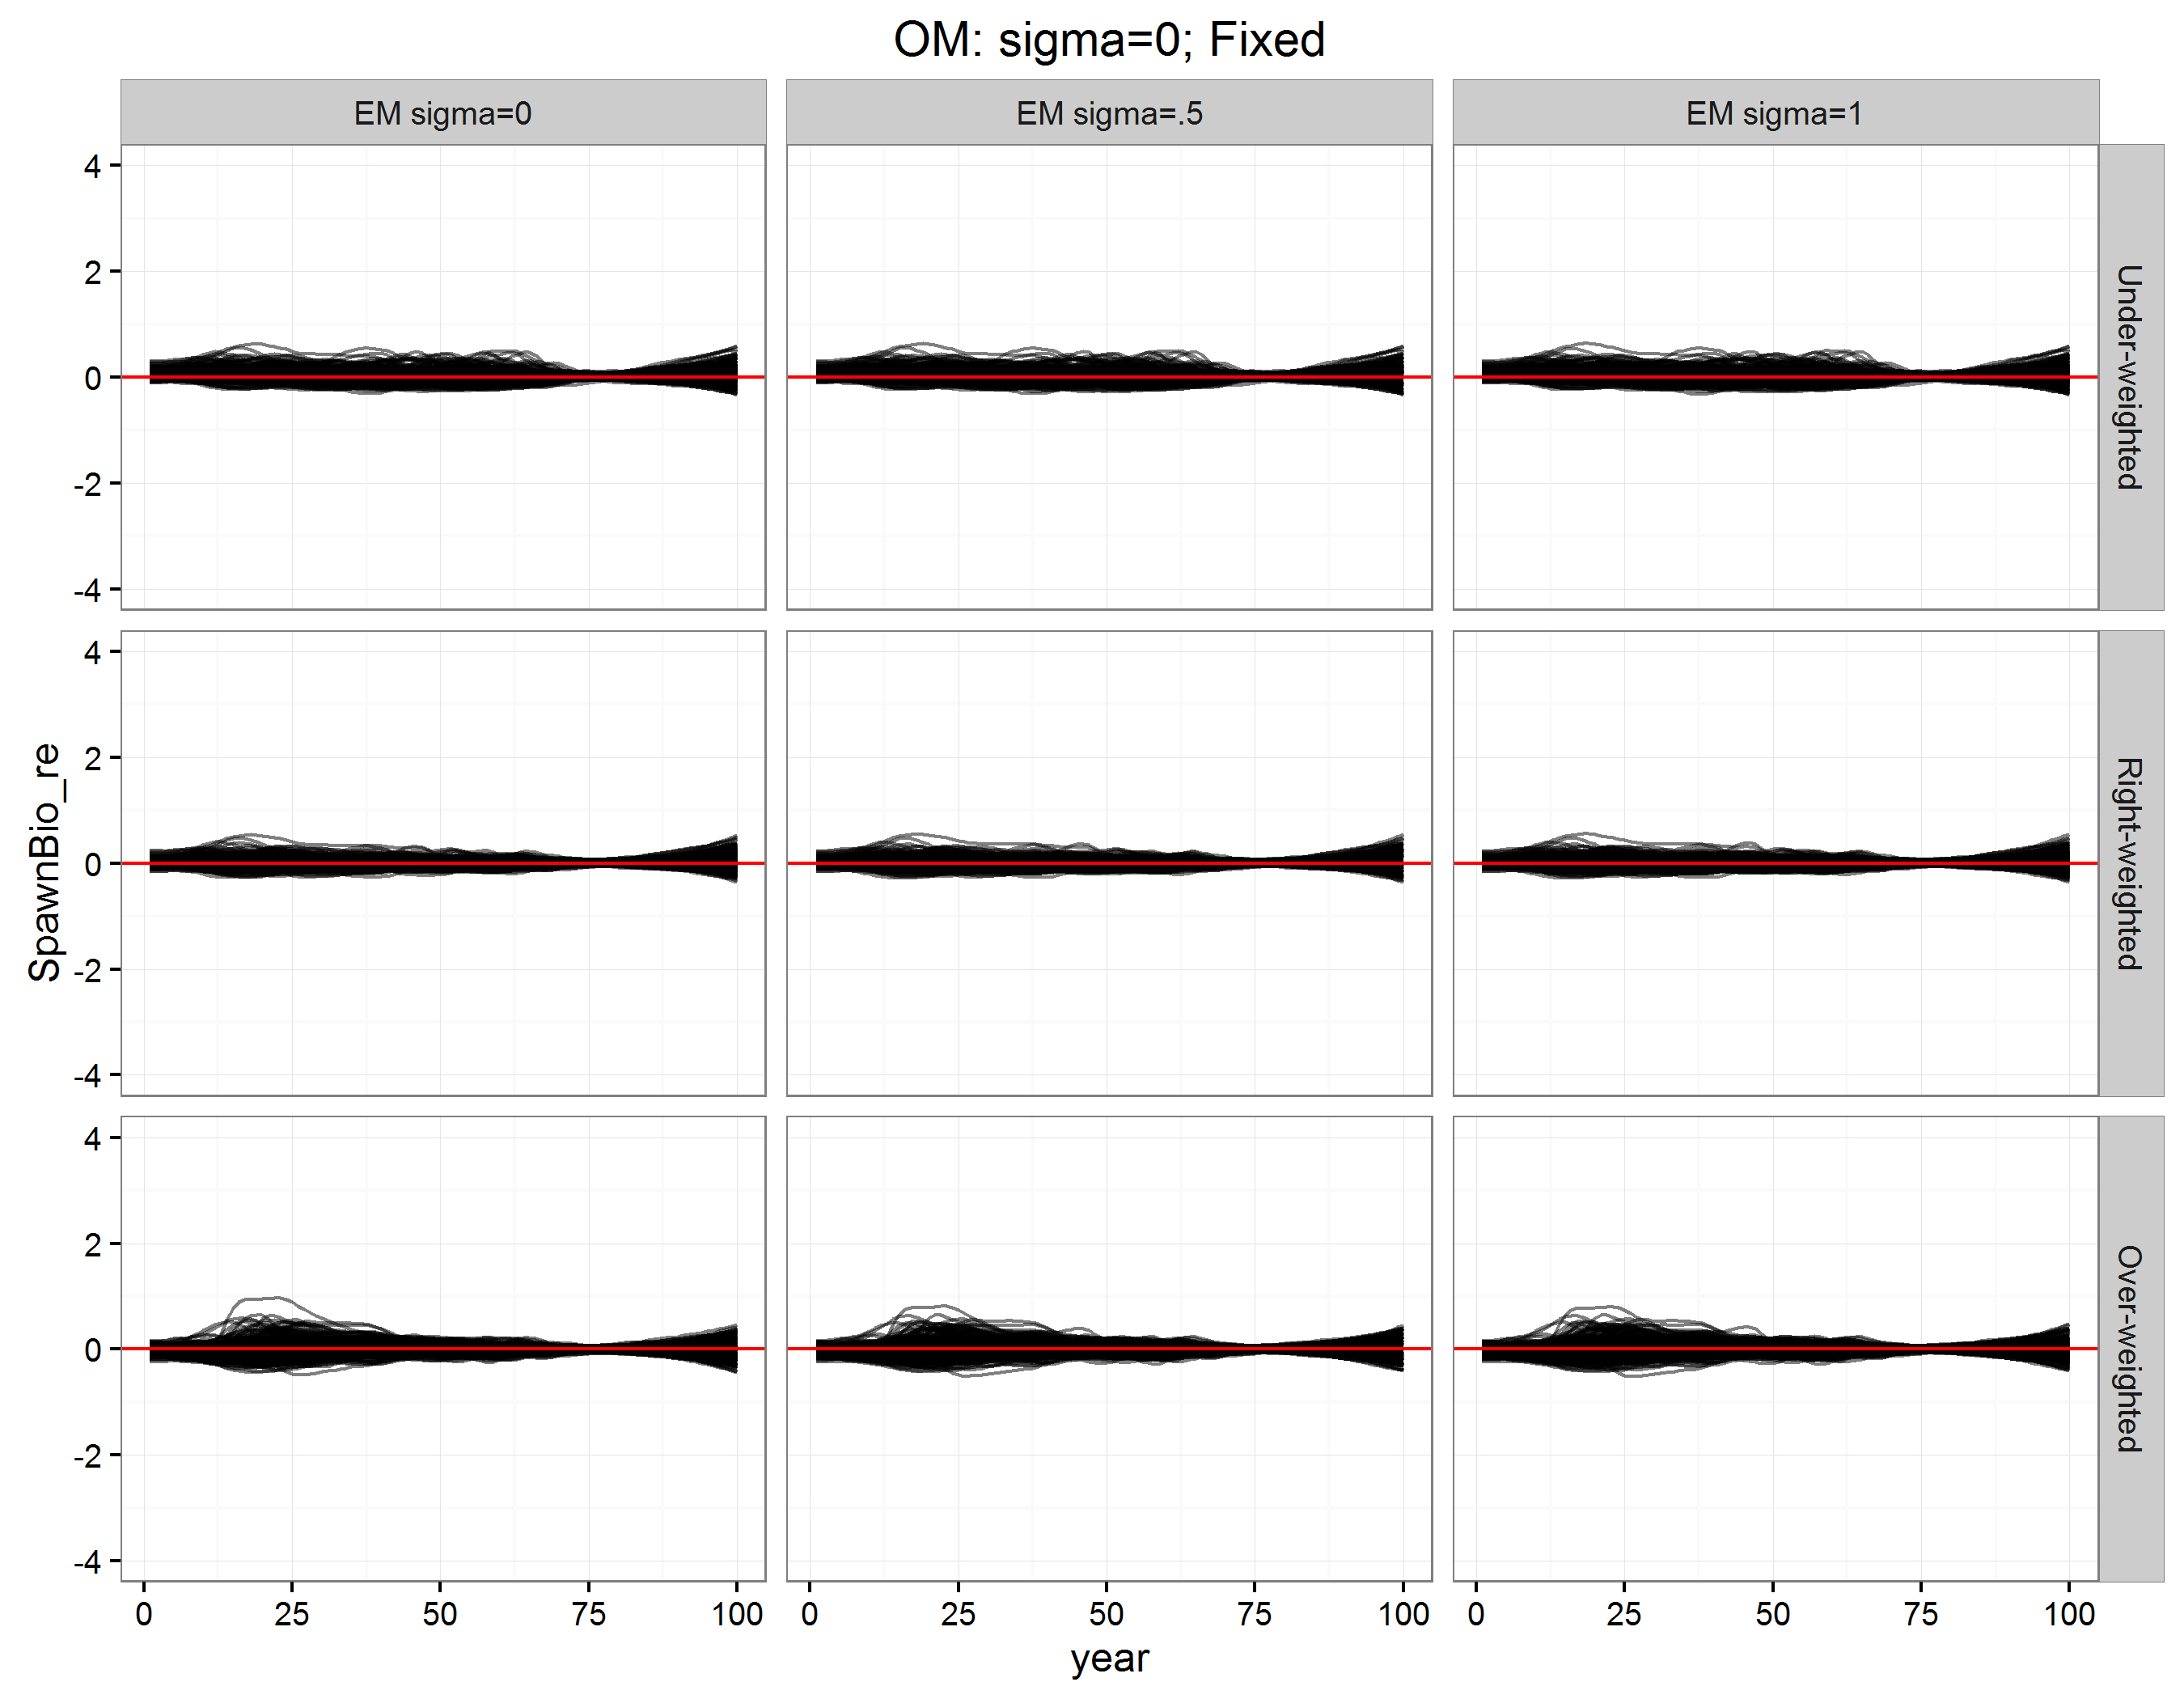 OM: sigma=0; Fixed
EM sigma=0
EM sigma=.5
EM sigma=1
4
2
0
-2
-4
Under-weighted
4
2
0
-2
-4
Right-weighted
SpawnBio_re
4
2
0
-2
-4
Over-weighted
0 25 50 75 100
0 25 50 75 100
0 25 50 75 100
year